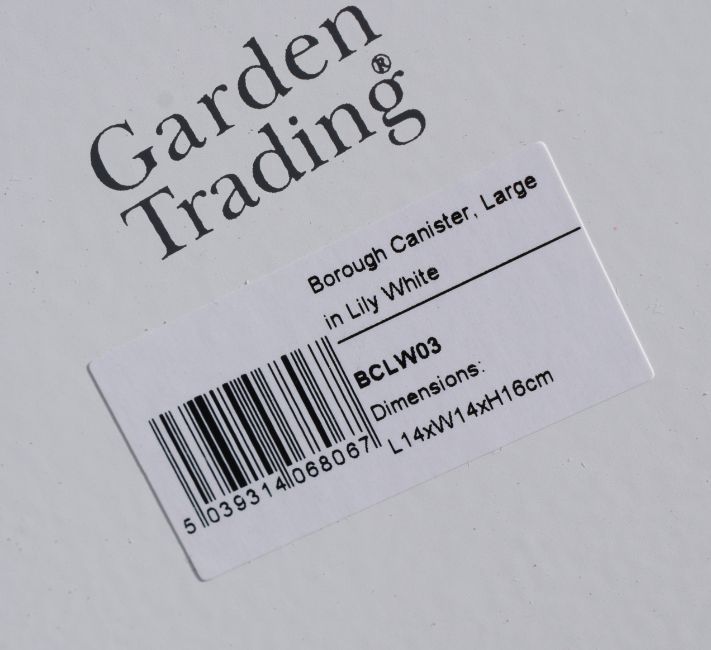 Garden
Trading®
Borough Canister, Large
in Lily White
BCLW03
Dimensions:
L14xW14xH16cm
5 039314 068067